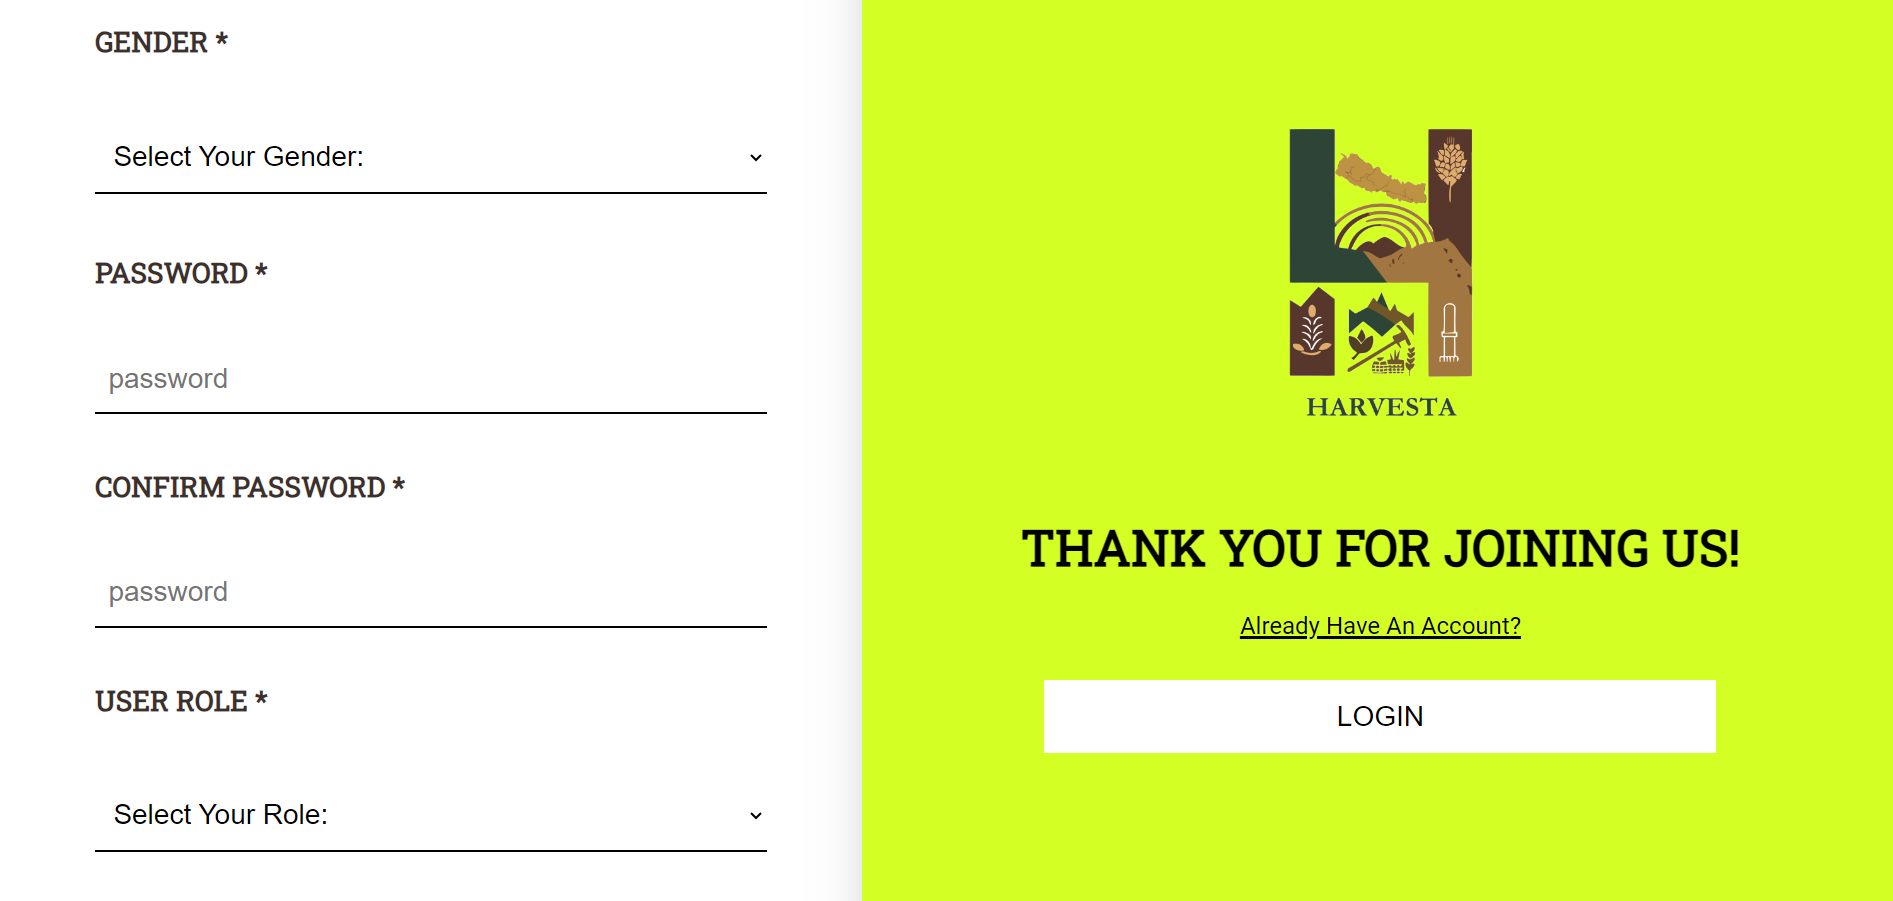 GENDER *
Select Your Gender:
PASSWORD *
password
CONFIRM PASSWORD *
password
USER ROLE *
Select Your Role:
HARVESTA
THANK YOU FOR JOINING US!
Already Have An Account?
LOGIN